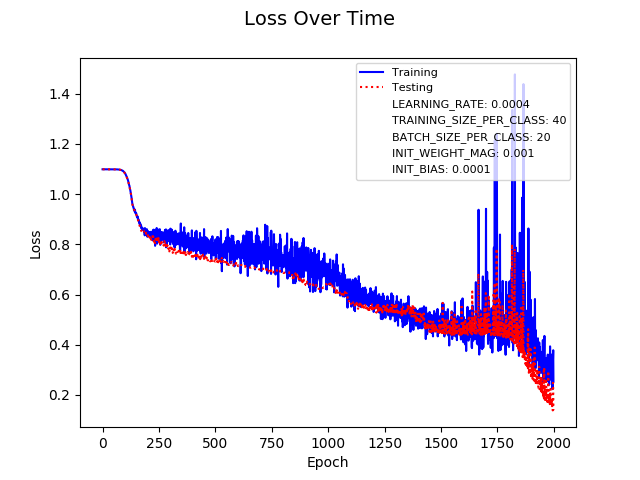 Loss Over Time
Training
Testing
LEARNING_RATE: 0.0004
TRAINING_SIZE_PER_CLASS: 40
BATCH_SIZE_PER_CLASS: 20
INIT_WEIGHT_MAG: 0.001
INIT_BIAS: 0.0001
1.4
1.2
1.0
0.8
0.6
0.4
0.2
Loss
0 250 500 750 1000 1250 1500 1750 2000
Epoch